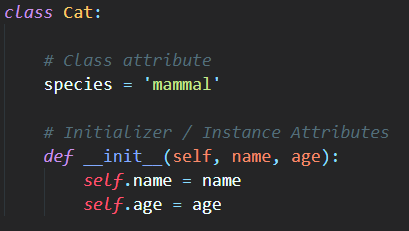 class Cat:
    # Class attribute
    species = 'mammal'
    # Initializer / Instance Attributes
    def __init__(self, name, age):
        self.name = name
        self.age = age